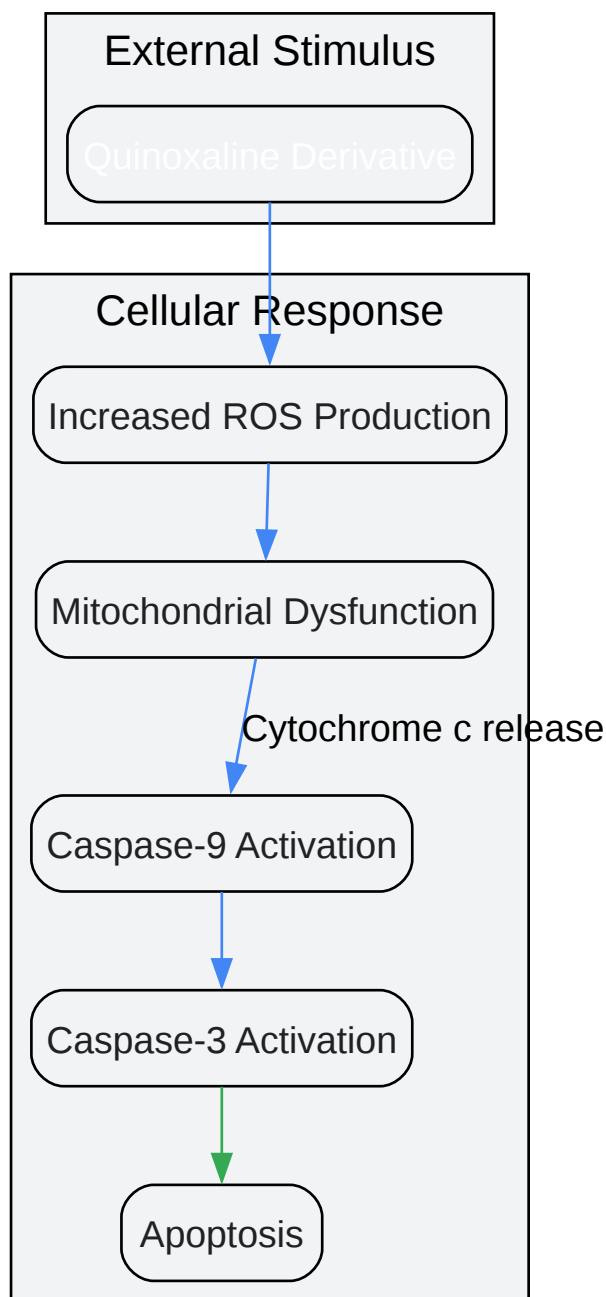 External Stimulus
Quinoxaline Derivative
Cellular Response
Increased ROS Production
Mitochondrial Dysfunction
Cytochrome c release
Caspase-9 Activation
Caspase-3 Activation
Apoptosis